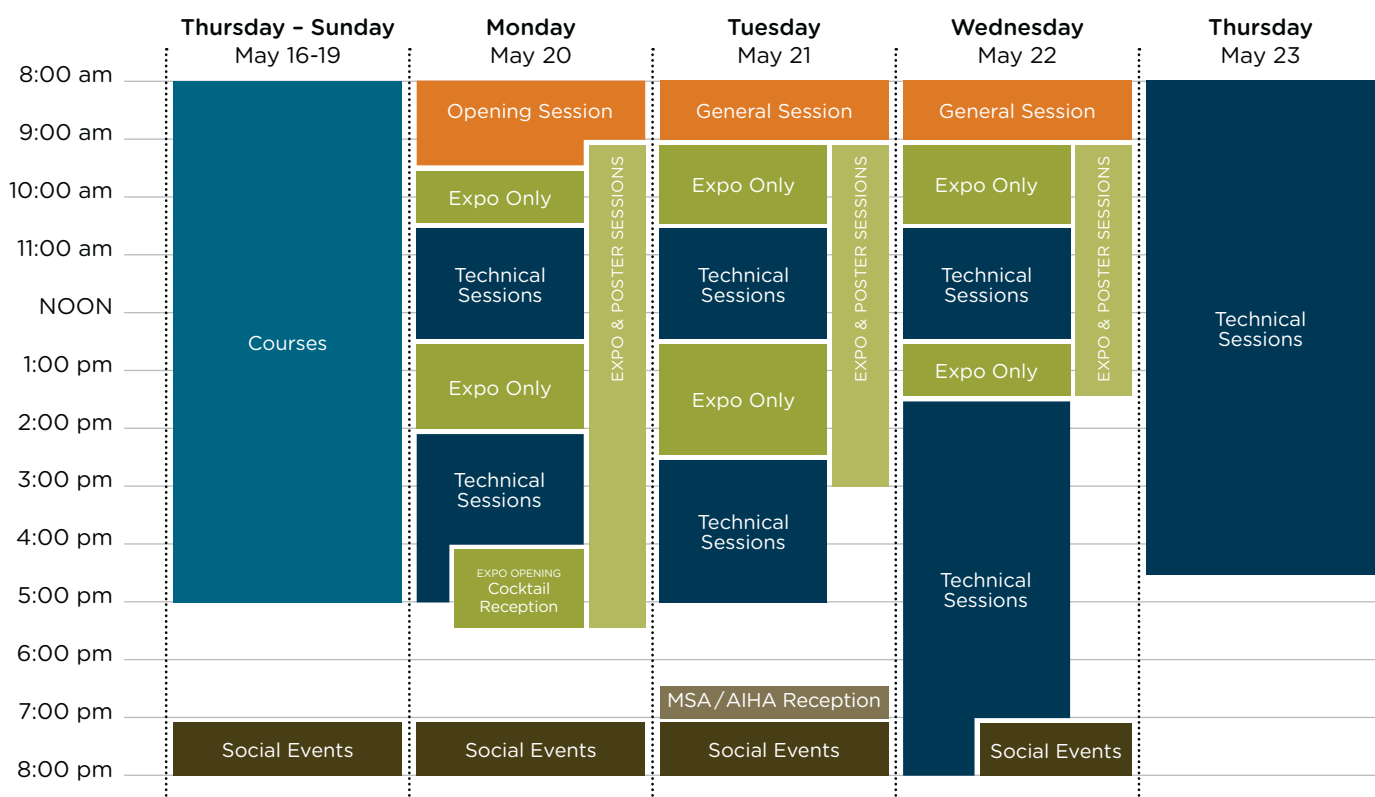 Thursday – Sunday
May 16-19
Monday
May 20
Tuesday
May 21
Wednesday
May 22
Thursday
May 23
8:00 am
9:00 am
10:00 am
11:00 am
NOON
1:00 pm
2:00 pm
3:00 pm
4:00 pm
5:00 pm
6:00 pm
7:00 pm
8:00 pm
Courses
Social Events
Opening Session
Expo Only
Technical
Sessions
Expo Only
Technical
Sessions
EXPO OPENING
Cocktail
Reception
EXPO & POSTER SESSIONS
Social Events
General Session
Expo Only
Technical
Sessions
Expo Only
Technical
Sessions
EXPO & POSTER SESSIONS
MSA/AIHA Reception
Social Events
General Session
Expo Only
Technical
Sessions
Expo Only
Technical
Sessions
EXPO & POSTER SESSIONS
Social Events
Technical
Sessions